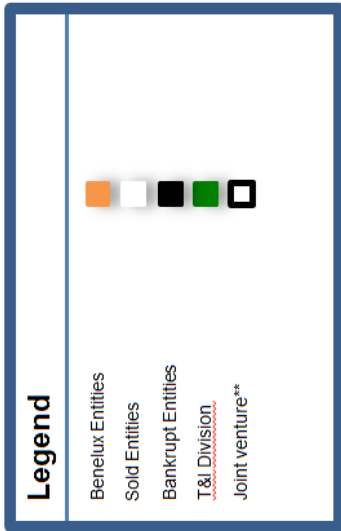 Legend
Benelux Entities
Sold Entities
Bankrupt Entities
T&I Division
Joint venture**